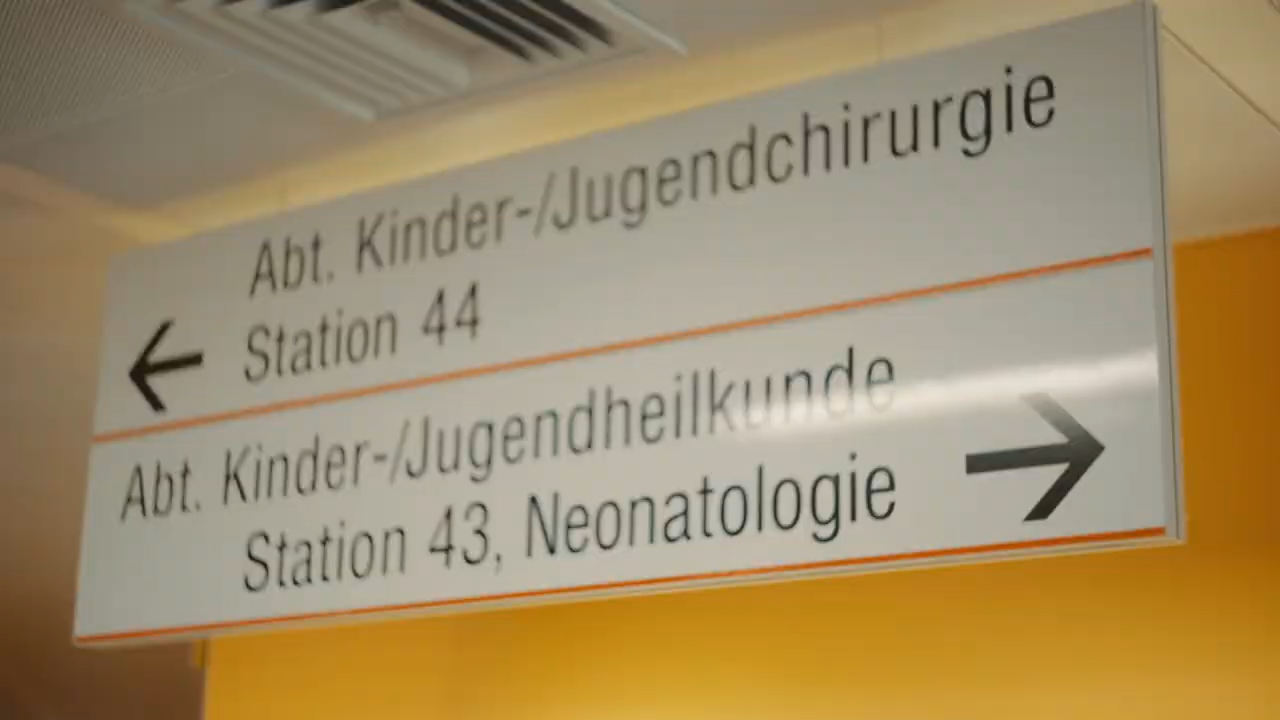 Abt. Kinder-/Jugendchirurgie
Station 44
Abt. Kinder-/Jugendheilkunde
Station 43, Neonatologie